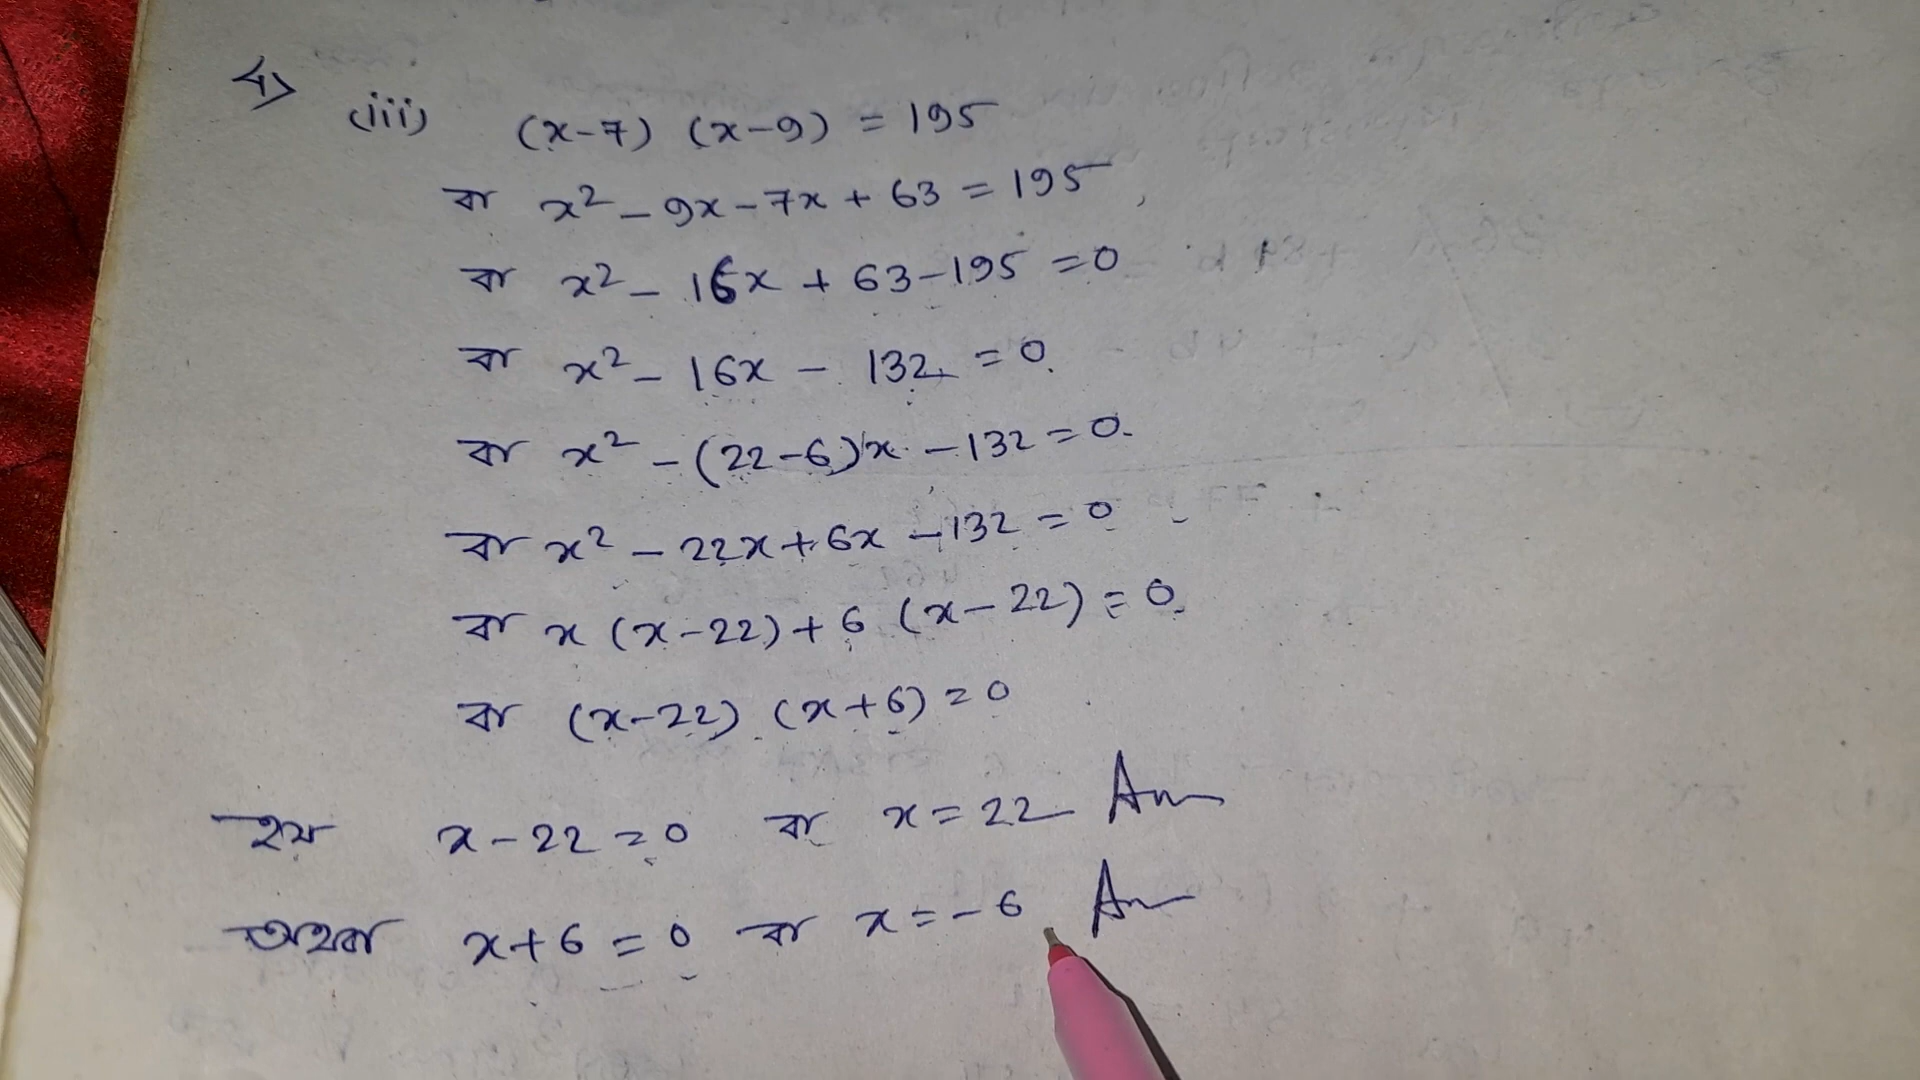 (iii) (x-7) (x-9) = 195
বা x² - 9x - 7x + 63 = 195
বা x² - 16x + 63 - 195 = 0
বা x² - 16x - 132 = 0
বা x² - (22-6)x - 132 = 0
বা x² - 22x + 6x - 132 = 0
বা x (x-22) + 6 (x-22) = 0
বা (x-22) (x+6) = 0
হয় x - 22 = 0 বা x = 22 Ans
অথবা x + 6 = 0 বা x = -6 Ans